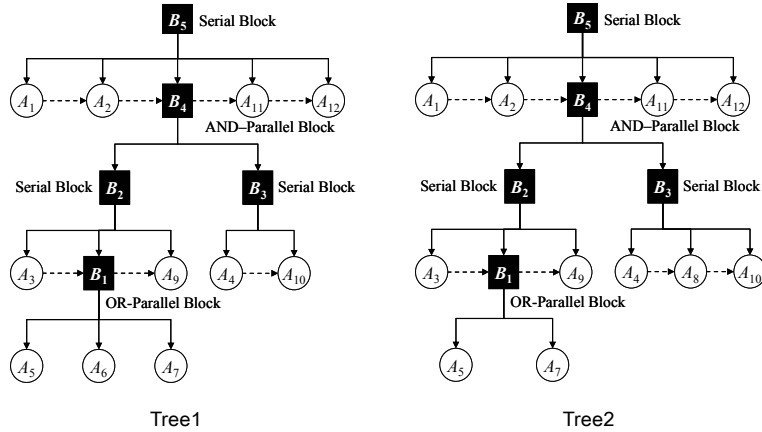 B5 Serial Block
A1 A2 B4 A11 A12
AND–Parallel Block
Serial Block B2 B3 Serial Block
A3 B1 A9 A4 A10
OR-Parallel Block
A5 A6 A7
Tree1
B5 Serial Block
A1 A2 B4 A11 A12
AND–Parallel Block
Serial Block B2 B3 Serial Block
A3 B1 A9 A4 A8 A10
OR-Parallel Block
A5 A7
Tree2